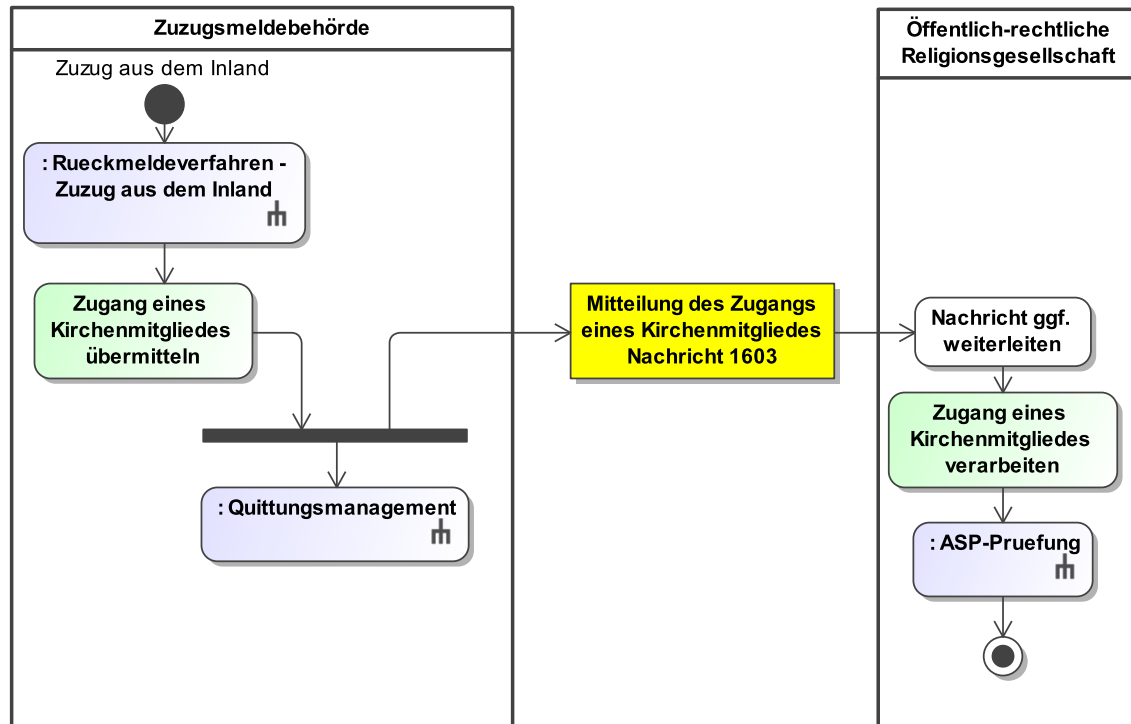 Zuzugsmeldebehörde
Zuzug aus dem Inland
: Rueckmeldeverfahren -
Zuzug aus dem Inland
Zugang eines
Kirchenmitgliedes
übermitteln
: Quittungsmanagement
Mitteilung des Zugangs
eines Kirchenmitgliedes
Nachricht 1603
Öffentlich-rechtliche
Religionsgesellschaft
Nachricht ggf.
weiterleiten
Zugang eines
Kirchenmitgliedes
verarbeiten
: ASP-Pruefung